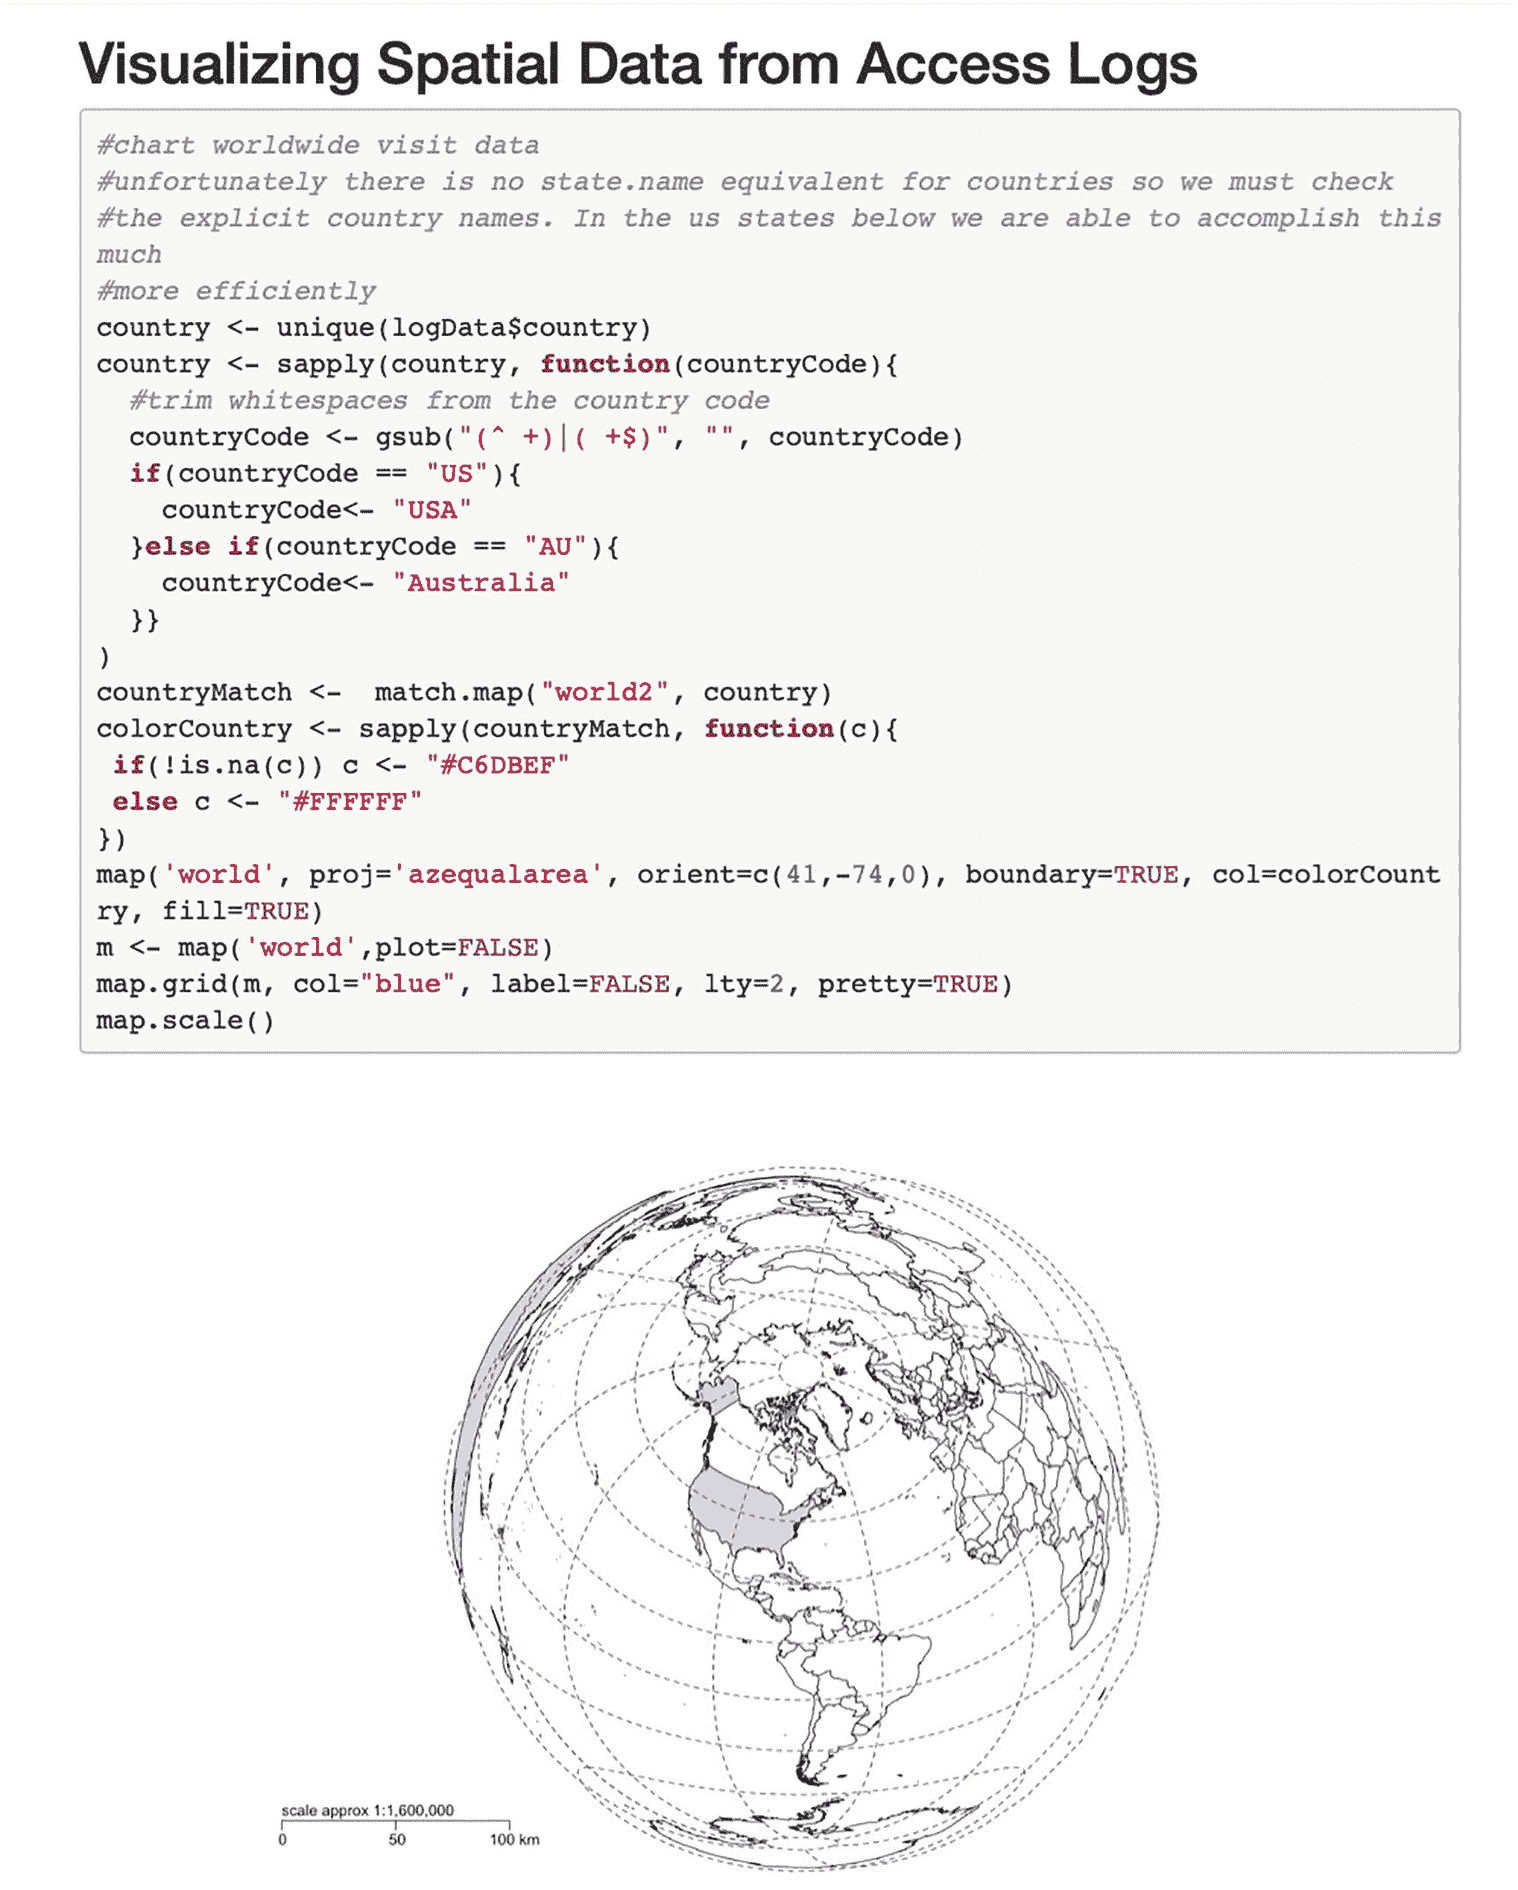 Visualizing Spatial Data from Access Logs
#chart worldwide visit data
#unfortunately there is no state.name equivalent for countries so we must check
#the explicit country names. In the us states below we are able to accomplish this
much
#more efficiently
country <- unique(logData$country)
country <- sapply(country, function(countryCode){
  #trim whitespaces from the country code
  countryCode <- gsub("(^ +)|( +$)", "", countryCode)
  if(countryCode == "US"){
    countryCode<- "USA"
  }else if(countryCode == "AU"){
    countryCode<- "Australia"
  }}
)
countryMatch <-  match.map("world2", country)
colorCountry <- sapply(countryMatch, function(c){
 if(!is.na(c)) c <- "#C6DBEF"
 else c <- "#FFFFFF"
})
map('world', proj='azequalarea', orient=c(41,-74,0), boundary=TRUE, col=colorCount
ry, fill=TRUE)
m <- map('world',plot=FALSE)
map.grid(m, col="blue", label=FALSE, lty=2, pretty=TRUE)
map.scale()
scale approx 1:1,600,000
0 50 100 km